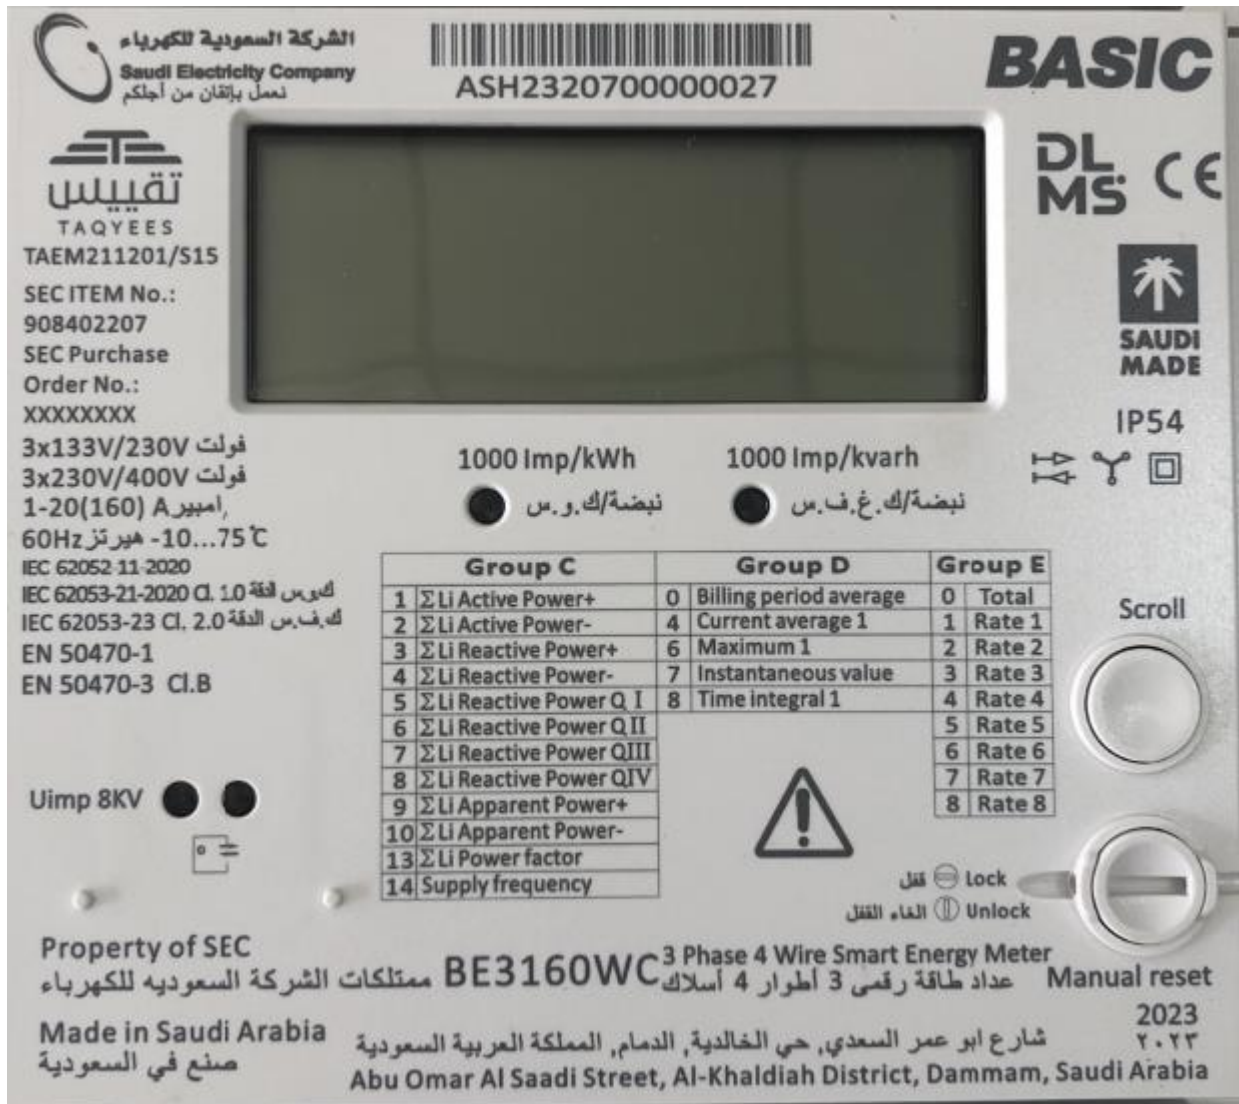 الشركة السعودية للكهرباء
Saudi Electricity Company
نعمل بإتقان من أجلكم
ASH2320700000027
BASIC
DLMS
CE
تقييس
TAQYEES
TAEM211201/S15
SEC ITEM No.:
908402207
SEC Purchase
Order No.:
XXXXXXXX
3x133V/230V فولت
3x230V/400V فولت
1-20(160) A امبير,
60Hz هيرتز -10...75℃
IEC 62052-11-2020
IEC 62053-21-2020 Cl. 1.0 ك.و.س الدقة
IEC 62053-23 Cl. 2.0 ك.ف.س الدقة
EN 50470-1
EN 50470-3 Cl.B
SAUDI
MADE
IP54
1000 Imp/kWh
نبضة/ك.و.س
1000 Imp/kvarh
نبضة/ك.غ.ف.س
Group C
1 ΣLi Active Power+
2 ΣLi Active Power-
3 ΣLi Reactive Power+
4 ΣLi Reactive Power-
5 ΣLi Reactive Power Q I
6 ΣLi Reactive Power QII
7 ΣLi Reactive Power QIII
8 ΣLi Reactive Power QIV
9 ΣLi Apparent Power+
10 ΣLi Apparent Power-
13 ΣLi Power factor
14 Supply frequency
Group D
0 Billing period average
4 Current average 1
6 Maximum 1
7 Instantaneous value
8 Time integral 1
Group E
0 Total
1 Rate 1
2 Rate 2
3 Rate 3
4 Rate 4
5 Rate 5
6 Rate 6
7 Rate 7
8 Rate 8
Scroll
Uimp 8KV
قفل Lock
الغاء القفل Unlock
Manual reset
Property of SEC
ممتلكات الشركة السعوديه للكهرباء
BE3160WC
3 Phase 4 Wire Smart Energy Meter
عداد طاقة رقمى 3 أطوار 4 أسلاك
2023
٢٠٢٣
Made in Saudi Arabia
صنع في السعودية
شارع ابو عمر السعدي, حي الخالدية, الدمام, المملكة العربية السعودية
Abu Omar Al Saadi Street, Al-Khaldiah District, Dammam, Saudi Arabia